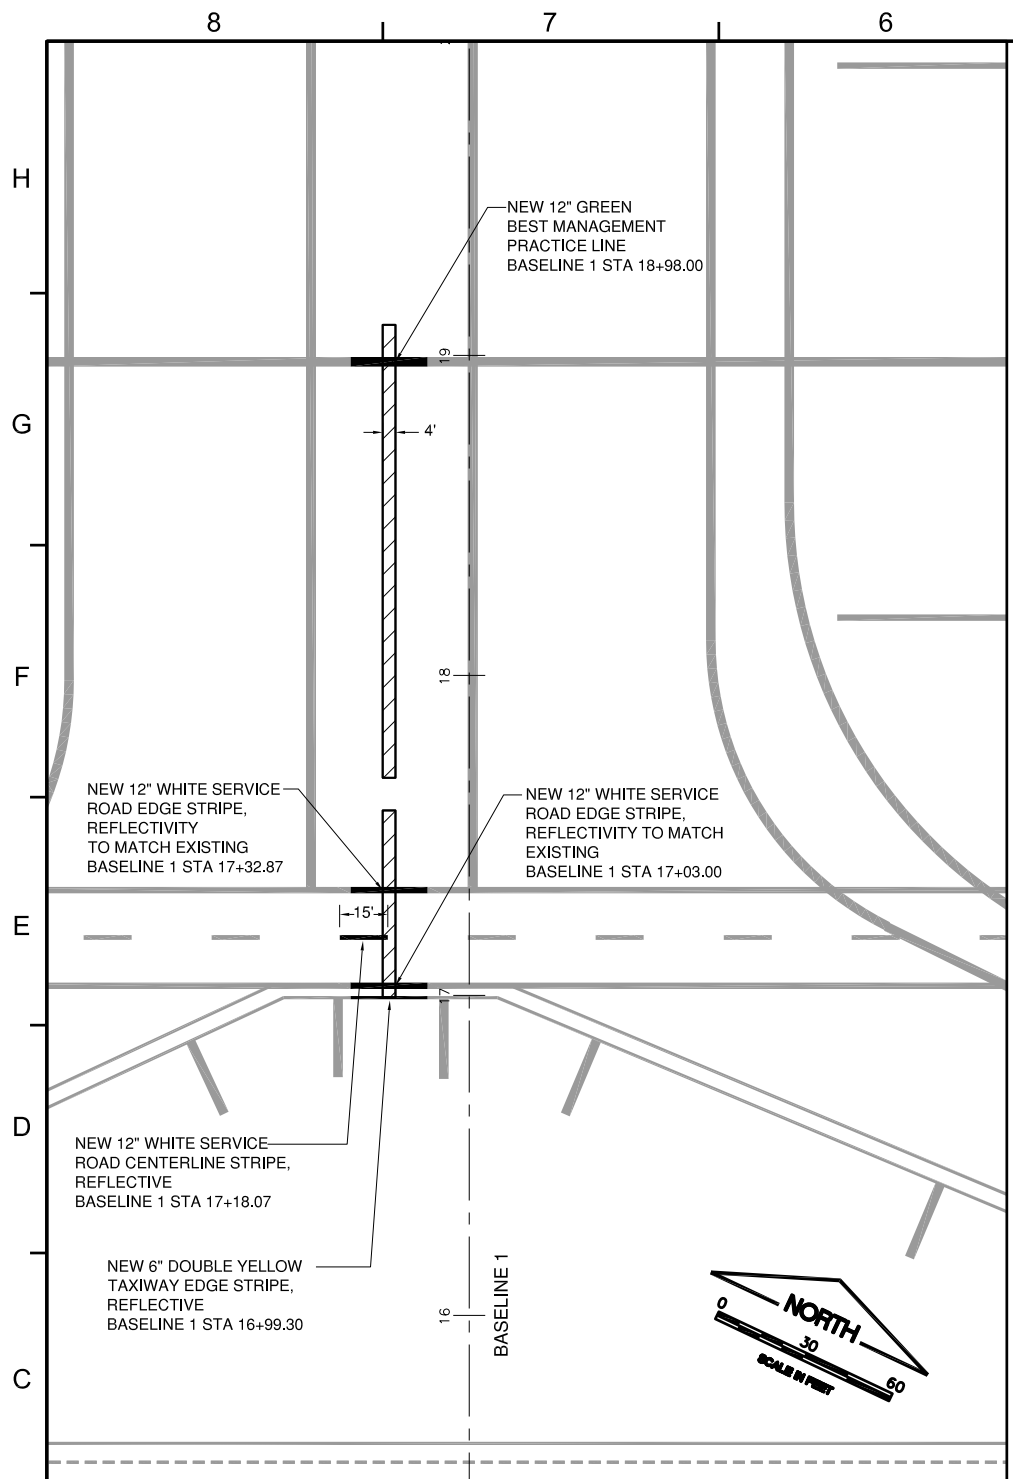 8 7 6
H
G
F
E
D
C
NEW 12" GREEN
BEST MANAGEMENT
PRACTICE LINE
BASELINE 1 STA 18+98.00
19
4'
18
NEW 12" WHITE SERVICE
ROAD EDGE STRIPE,
REFLECTIVITY
TO MATCH EXISTING
BASELINE 1 STA 17+32.87
NEW 12" WHITE SERVICE
ROAD EDGE STRIPE,
REFLECTIVITY TO MATCH
EXISTING
BASELINE 1 STA 17+03.00
15'
17
NEW 12" WHITE SERVICE
ROAD CENTERLINE STRIPE,
REFLECTIVE
BASELINE 1 STA 17+18.07
NEW 6" DOUBLE YELLOW
TAXIWAY EDGE STRIPE,
REFLECTIVE
BASELINE 1 STA 16+99.30
16
BASELINE 1
NORTH
0 30 60
SCALE IN FEET